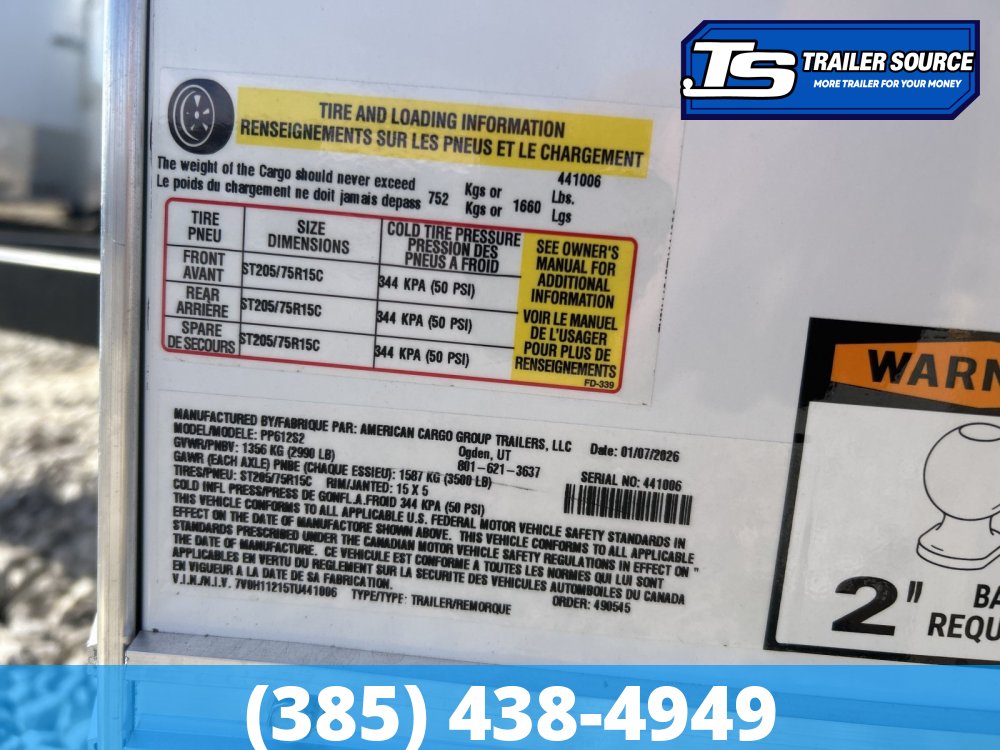 TS TRAILER SOURCE
MORE TRAILER FOR YOUR MONEY
TIRE AND LOADING INFORMATION
RENSEIGNEMENTS SUR LES PNEUS ET LE CHARGEMENT
441006
The weight of the Cargo should never exceed Kgs or Lbs.
Le poids du chargement ne doit jamais depass 752 Kgs or 1660 Lgs
TIRE PNEU
SIZE DIMENSIONS
COLD TIRE PRESSURE PRESSION DES PNEUS A FROID
SEE OWNER'S MANUAL FOR ADDITIONAL INFORMATION
FRONT AVANT ST205/75R15C 344 KPA (50 PSI)
REAR ARRIÈRE ST205/75R15C 344 KPA (50 PSI)
SPARE DE SECOURS ST205/75R15C 344 KPA (50 PSI)
VOIR LE MANUEL DE L'USAGER POUR PLUS DE RENSEIGNEMENTS
FD-339
MANUFACTURED BY/FABRIQUE PAR: AMERICAN CARGO GROUP TRAILERS, LLC Date: 01/07/2026
MODEL/MODELE: PP612S2 Ogden, UT
GVWR/PNBV: 1356 KG (2990 LB) 801-621-3637
GAWR (EACH AXLE) PNBE (CHAQUE ESSIEU): 1587 KG (3500 LB) SERIAL NO: 441006
TIRES/PNEU: ST205/75R15C RIM/JANTED: 15 X 5
COLD INFL PRESS/PRESS DE GONFL.A.FROID 344 KPA (50 PSI)
THIS VEHICLE CONFORMS TO ALL APPLICABLE U.S. FEDERAL MOTOR VEHICLE SAFETY STANDARDS IN
EFFECT ON THE DATE OF MANUFACTORE SHOWN ABOVE. THIS VEHICLE CONFORMS TO ALL APPLICABLE
STANDARDS PRESCRIBED UNDER THE CANADIAN MOTOR VEHICLE SAFETY REGULATIONS IN EFFECT ON "
THE DATE OF MANUFACTURE. CE VEHICULE EST CONFORME A TOUTES LES NORMES QUI LUI SONT
APPLICABLES EN VERTU DU REGLEMENT SUR LA SECURITE DES VEHICULES AUTOMBOILES DU CANADA
EN VIGUEUR A LA DATE DE SA FABRICATION.
V.I.N./N.I.V. 7V0H11215TU441006 TYPE/TYPE: TRAILER/REMORQUE ORDER: 490545
WARN
2" BA
REQU
(385) 438-4949